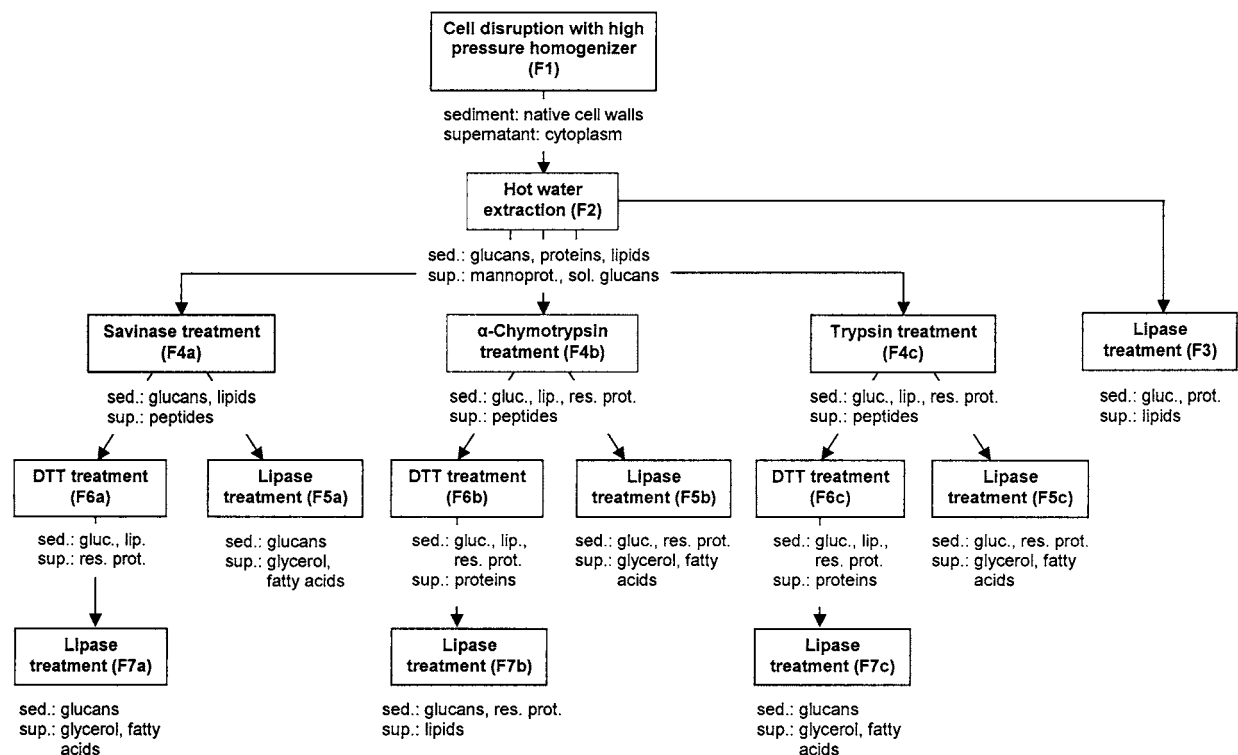 Cell disruption with high
pressure homogenizer
(F1)
sediment: native cell walls
supernatant: cytoplasm
Hot water
extraction (F2)
sed.: glucans, proteins, lipids
sup.: mannoprot., sol. glucans
Savinase treatment
(F4a)
α-Chymotrypsin
treatment (F4b)
Trypsin treatment
(F4c)
Lipase
treatment (F3)
sed.: glucans, lipids
sup.: peptides
sed.: gluc., lip., res. prot.
sup.: peptides
sed.: gluc., lip., res. prot.
sup.: peptides
sed.: gluc., prot.
sup.: lipids
DTT treatment
(F6a)
Lipase
treatment (F5a)
DTT treatment
(F6b)
Lipase
treatment (F5b)
DTT treatment
(F6c)
Lipase
treatment (F5c)
sed.: gluc., lip.
sup.: res. prot.
sed.: glucans
sup.: glycerol,
fatty acids
sed.: gluc., lip.,
res. prot.
sup.: proteins
sed.: gluc., res. prot.
sup.: glycerol, fatty
acids
sed.: gluc., lip.,
res. prot.
sup.: proteins
sed.: gluc., res. prot.
sup.: glycerol, fatty
acids
Lipase
treatment (F7a)
Lipase
treatment (F7b)
Lipase
treatment (F7c)
sed.: glucans
sup.: glycerol, fatty
acids
sed.: glucans, res. prot.
sup.: lipids
sed.: glucans
sup.: glycerol, fatty
acids